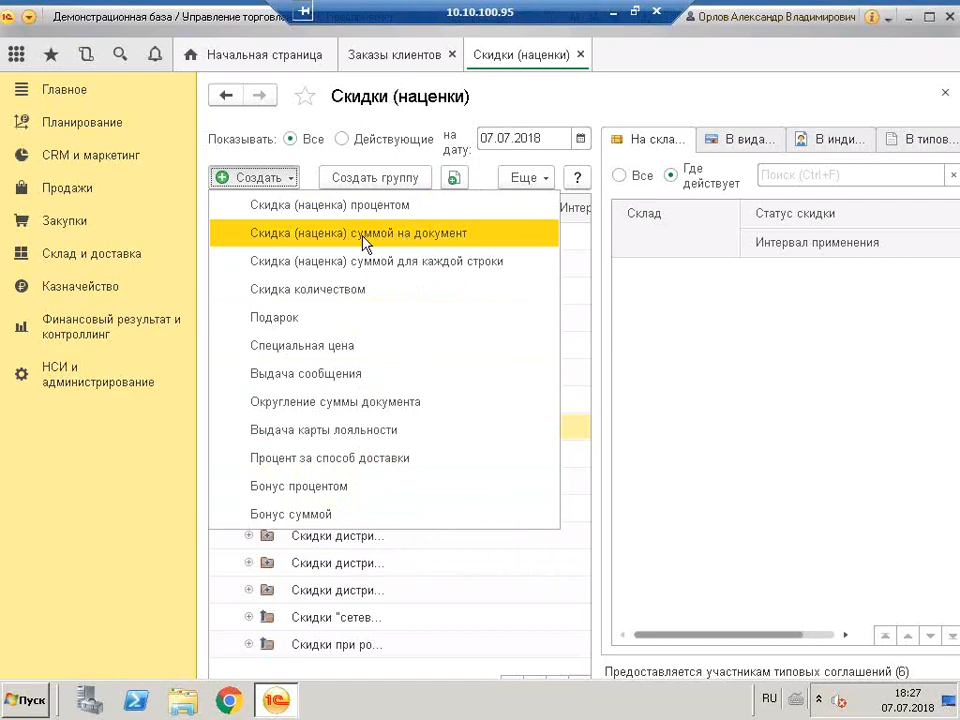 Демонстрационная база / Управление торговл
10.10.100.95
Орлов Александр Владимирович
Начальная страница
Заказы клиентов
Скидки (наценки)
Главное
Планирование
CRM и маркетинг
Продажи
Закупки
Склад и доставка
Казначейство
Финансовый результат и
контроллинг
НСИ и
администрирование
Скидки (наценки)
Показывать:
Все
Действующие
на
дату:
07.07.2018
Создать
Создать группу
Еще
?
Интер
Скидка (наценка) процентом
Скидка (наценка) суммой на документ
Скидка (наценка) суммой для каждой строки
Скидка количеством
Подарок
Специальная цена
Выдача сообщения
Округление суммы документа
Выдача карты лояльности
Процент за способ доставки
Бонус процентом
Бонус суммой
Скидки дистри...
Скидки дистри...
Скидки дистри...
Скидки "сетев...
Скидки при ро...
На скла...
В вида...
В инди...
В типов...
Все
Где
действует
Поиск (Ctrl+F)
Склад
Статус скидки
Интервал применения
Предоставляется участникам типовых соглашений (6)
Пуск
RU
18:27
07.07.2018